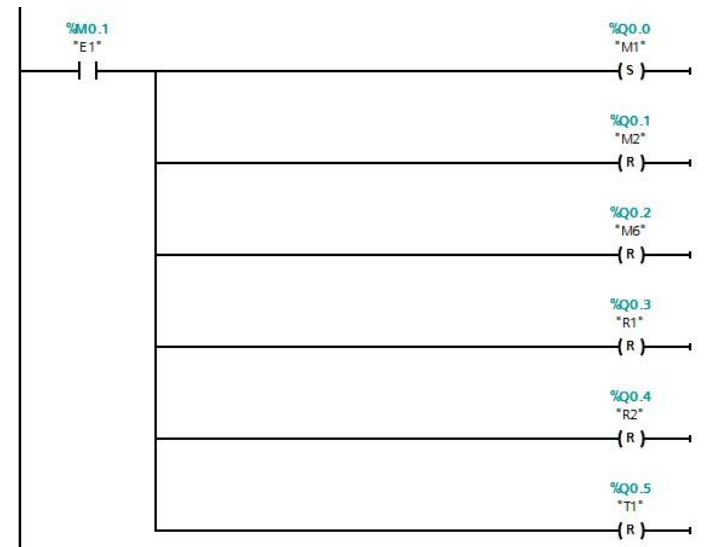 %M0.1
"E1"
%Q0.0
"M1"
S
%Q0.1
"M2"
R
%Q0.2
"M6"
R
%Q0.3
"R1"
R
%Q0.4
"R2"
R
%Q0.5
"T1"
R